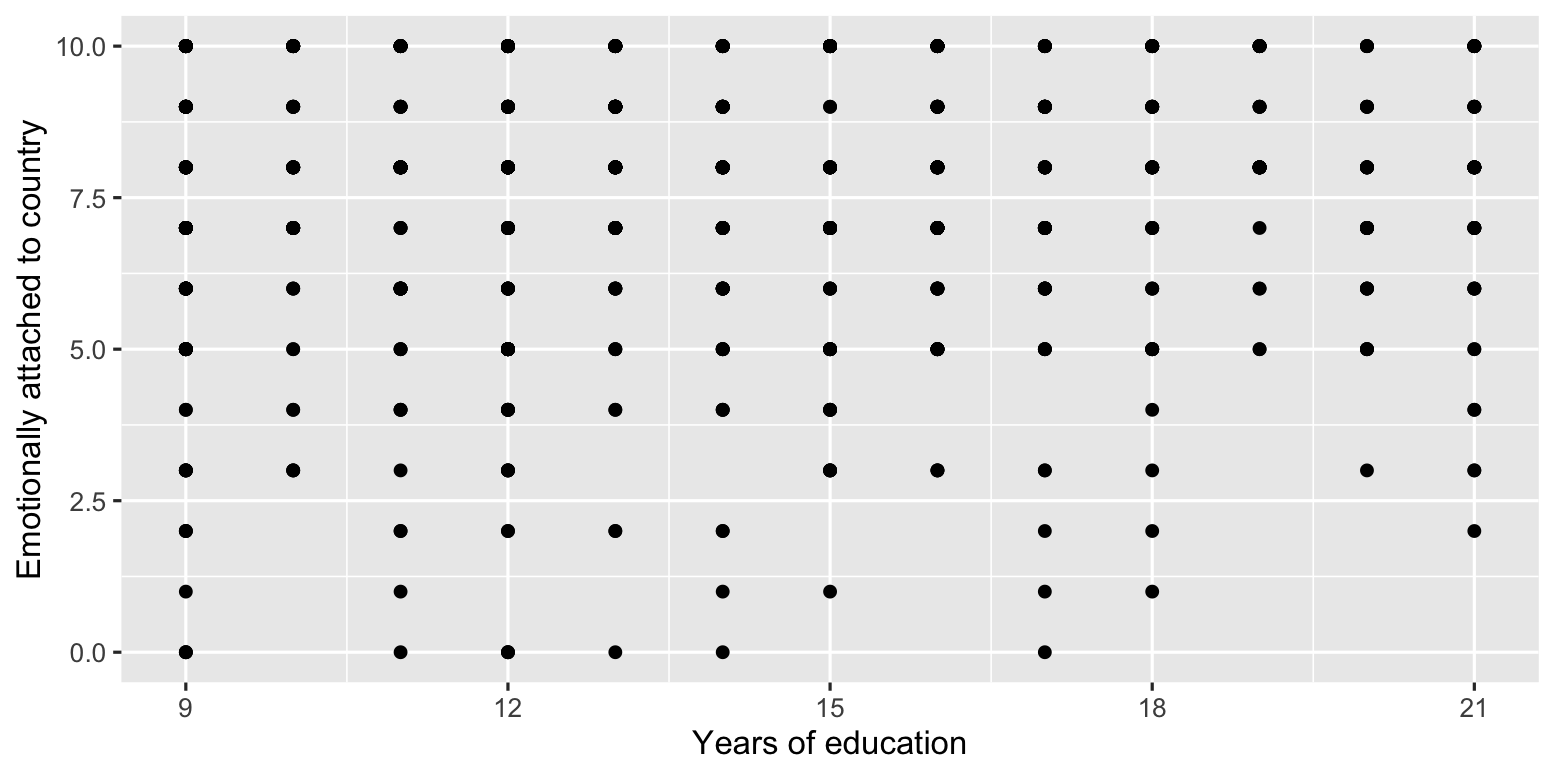 10.0
7.5
5.0
2.5
0.0
Emotionally attached to country
9 12 15 18 21
Years of education